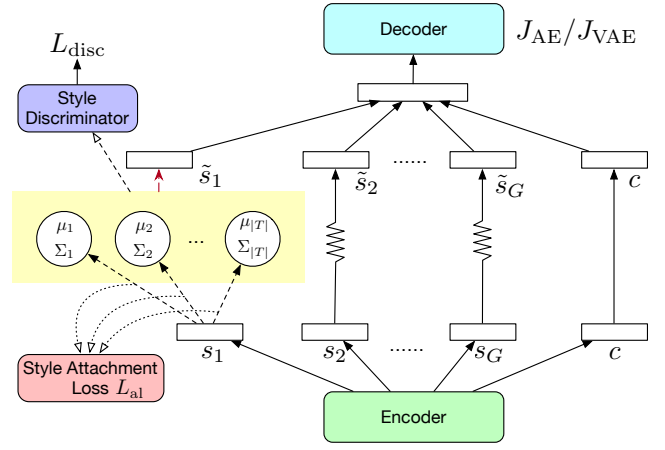 Decoder
J_AE/J_VAE
L_disc
Style
Discriminator
s̃_1
s̃_2
......
s̃_G
c
μ_1
Σ_1
μ_2
Σ_2
...
μ_|T|
Σ_|T|
s_1
s_2
......
s_G
c
Style Attachment
Loss L_al
Encoder